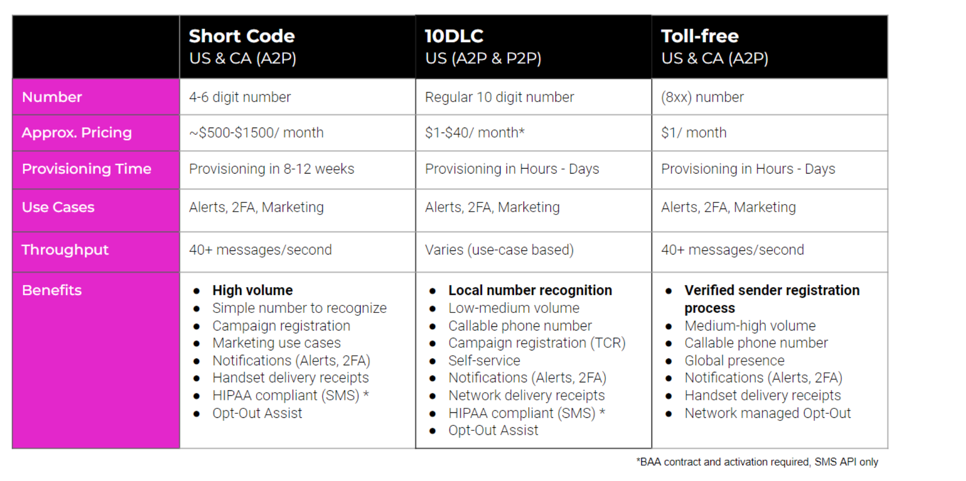 Short Code
US & CA (A2P)
10DLC
US (A2P & P2P)
Toll-free
US & CA (A2P)
Number
4-6 digit number
Regular 10 digit number
(8xx) number
Approx. Pricing
~$500-$1500/ month
$1-$40/ month*
$1/ month
Provisioning Time
Provisioning in 8-12 weeks
Provisioning in Hours - Days
Provisioning in Hours - Days
Use Cases
Alerts, 2FA, Marketing
Alerts, 2FA, Marketing
Alerts, 2FA, Marketing
Throughput
40+ messages/second
Varies (use-case based)
40+ messages/second
Benefits
● High volume
● Simple number to recognize
● Campaign registration
● Marketing use cases
● Notifications (Alerts, 2FA)
● Handset delivery receipts
● HIPAA compliant (SMS) *
● Opt-Out Assist
● Local number recognition
● Low-medium volume
● Callable phone number
● Campaign registration (TCR)
● Self-service
● Notifications (Alerts, 2FA)
● Network delivery receipts
● HIPAA compliant (SMS) *
● Opt-Out Assist
● Verified sender registration
process
● Medium-high volume
● Callable phone number
● Global presence
● Notifications (Alerts, 2FA)
● Handset delivery receipts
● Network managed Opt-Out
*BAA contract and activation required, SMS API only